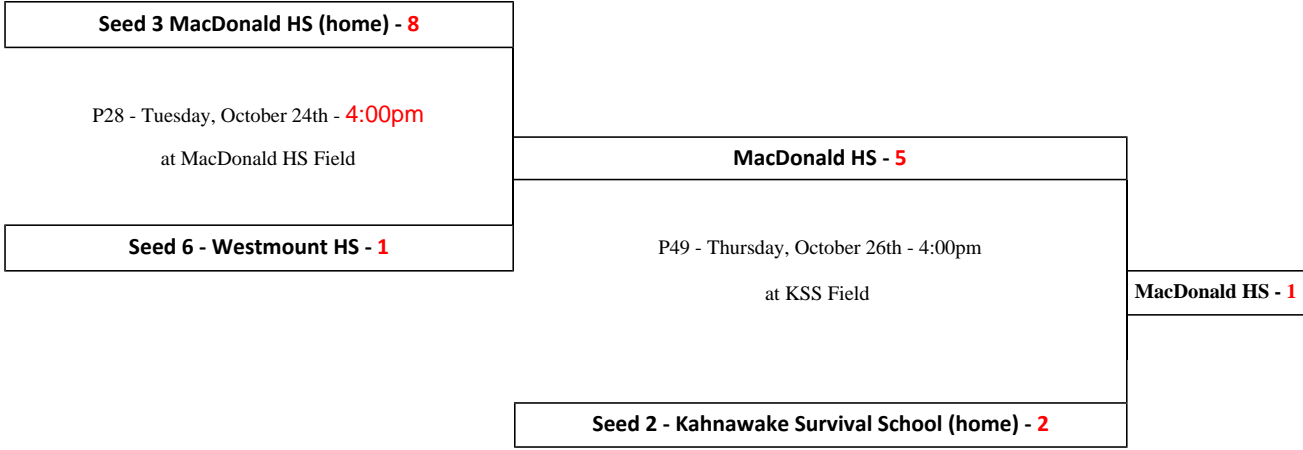 Seed 3 MacDonald HS (home) - 8
P28 - Tuesday, October 24th - 4:00pm
at MacDonald HS Field
Seed 6 - Westmount HS - 1
MacDonald HS - 5
P49 - Thursday, October 26th - 4:00pm
at KSS Field
Seed 2 - Kahnawake Survival School (home) - 2
MacDonald HS - 1